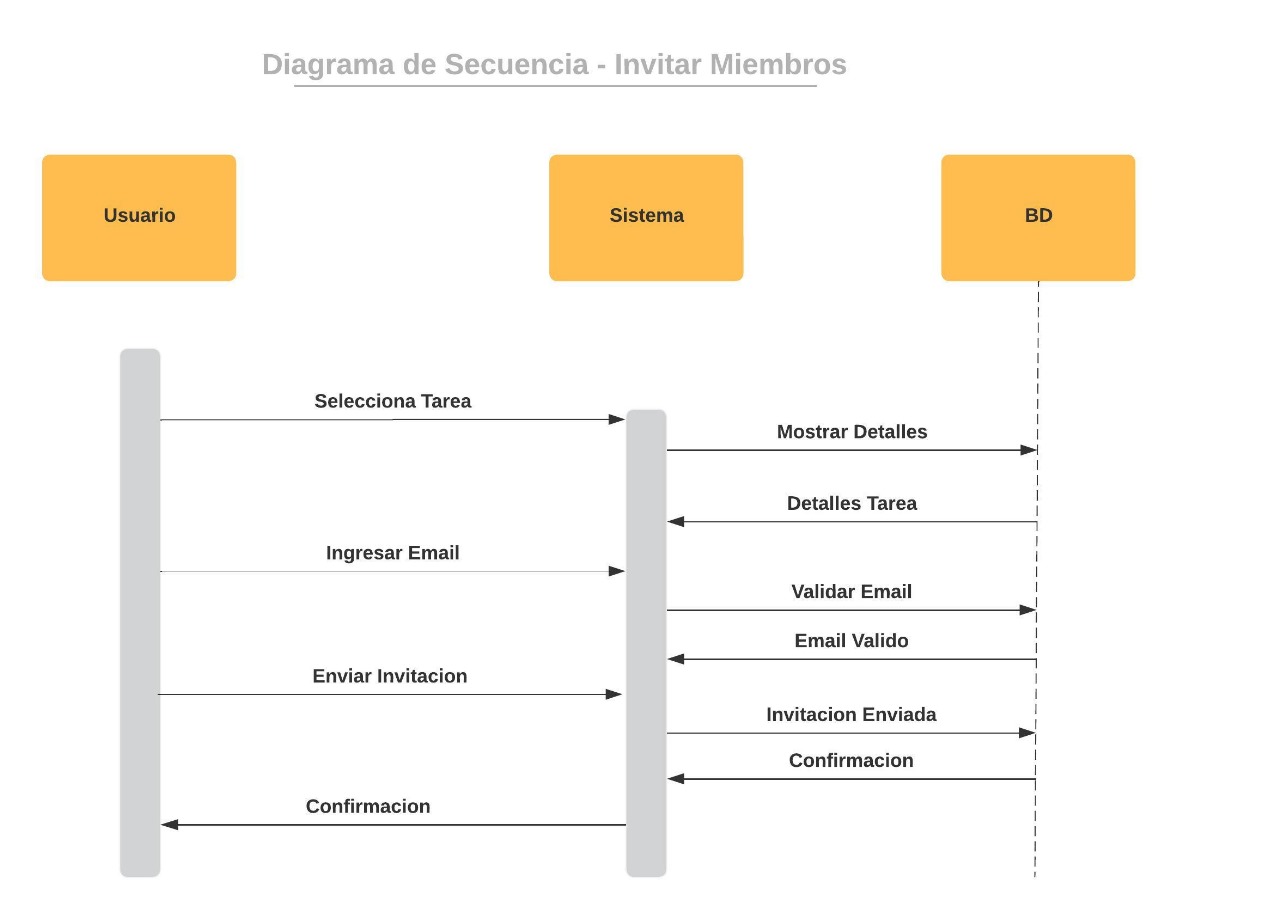 Diagrama de Secuencia - Invitar Miembros
Usuario
Sistema
BD
Selecciona Tarea
Mostrar Detalles
Detalles Tarea
Ingresar Email
Validar Email
Email Valido
Enviar Invitacion
Invitacion Enviada
Confirmacion
Confirmacion